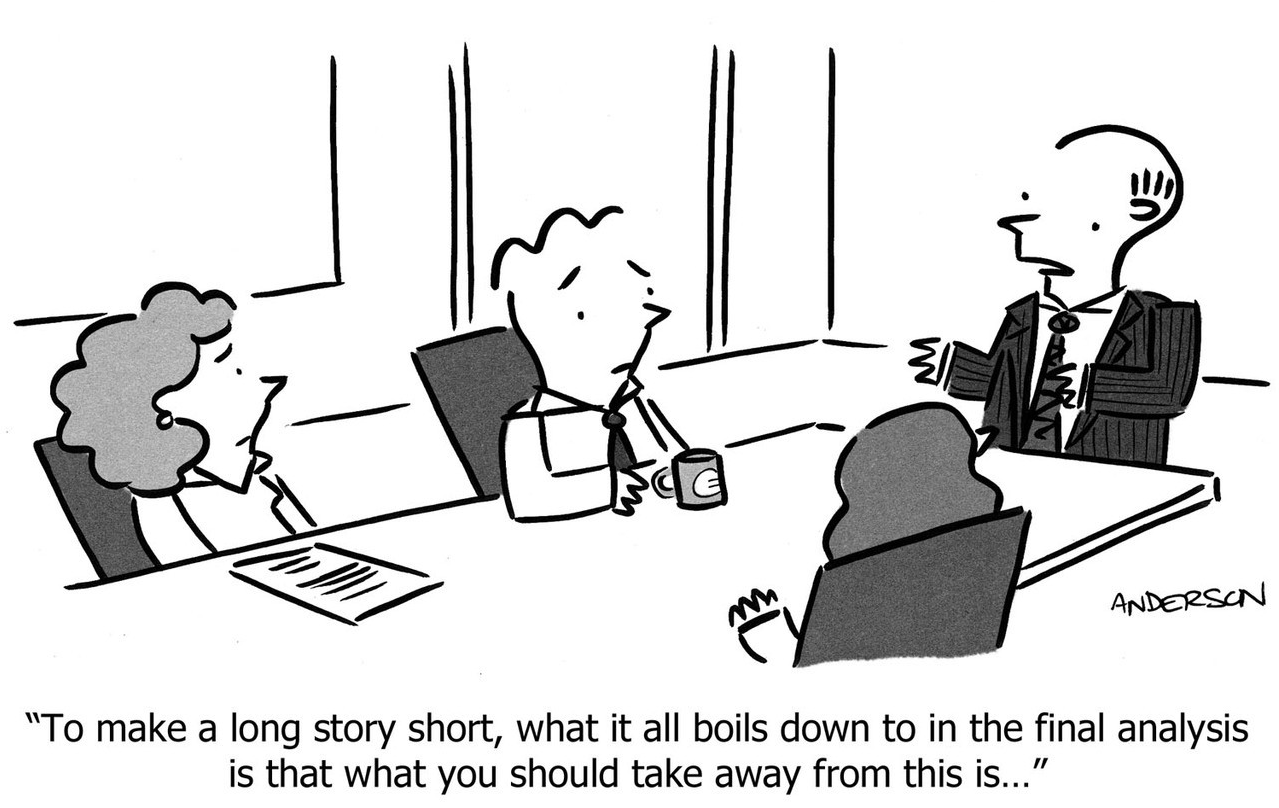 ANDERSON
“To make a long story short, what it all boils down to in the final analysis
is that what you should take away from this is...”